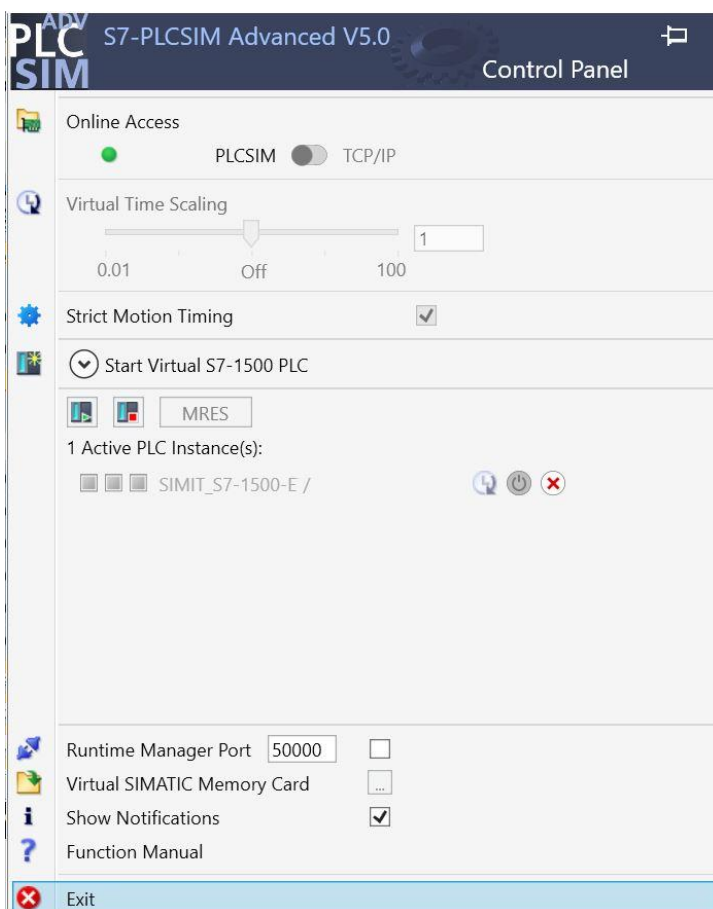 ADV
PLC
SIM
S7-PLCSIM Advanced V5.0
Control Panel
Online Access
PLCSIM TCP/IP
Virtual Time Scaling
1
0.01 Off 100
Strict Motion Timing
Start Virtual S7-1500 PLC
MRES
1 Active PLC Instance(s):
SIMIT_S7-1500-E /
Runtime Manager Port 50000
Virtual SIMATIC Memory Card ...
Show Notifications
Function Manual
Exit